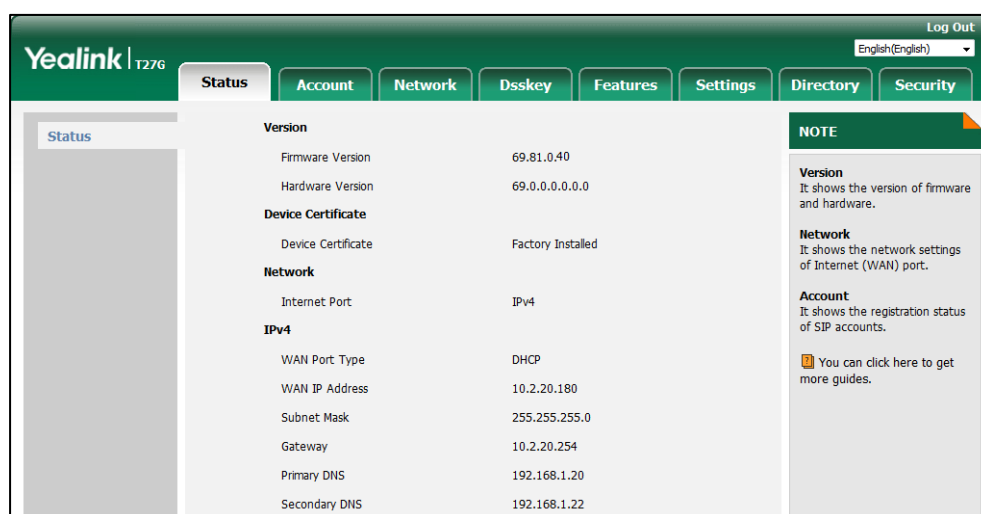 Log Out
Yealink | T27G
English(English)
Status Account Network Dsskey Features Settings Directory Security
Status
Version
Firmware Version 69.81.0.40
Hardware Version 69.0.0.0.0.0.0
Device Certificate
Device Certificate Factory Installed
Network
Internet Port IPv4
IPv4
WAN Port Type DHCP
WAN IP Address 10.2.20.180
Subnet Mask 255.255.255.0
Gateway 10.2.20.254
Primary DNS 192.168.1.20
Secondary DNS 192.168.1.22
NOTE
Version
It shows the version of firmware
and hardware.
Network
It shows the network settings
of Internet (WAN) port.
Account
It shows the registration status
of SIP accounts.
? You can click here to get
more guides.